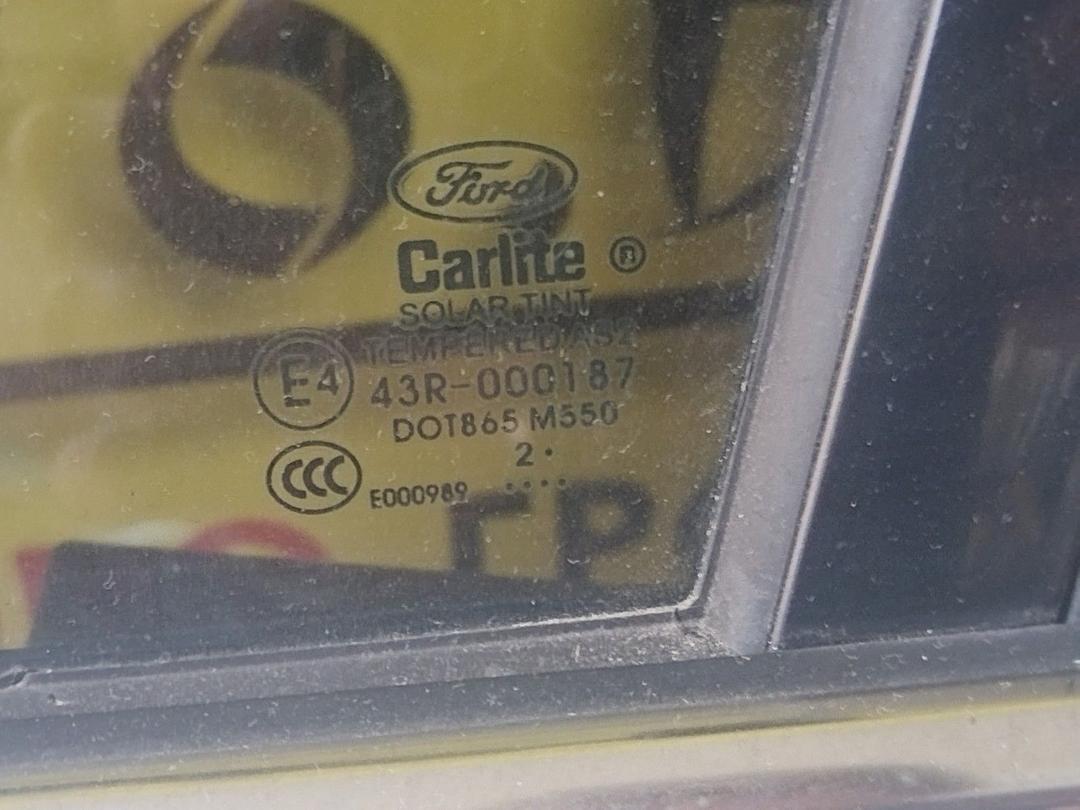 Ford
Carlite ®
SOLAR TINT
TEMPERED AS2
E4 43R-000187
DOT865 M550
2 ·
CCC E000989 ····